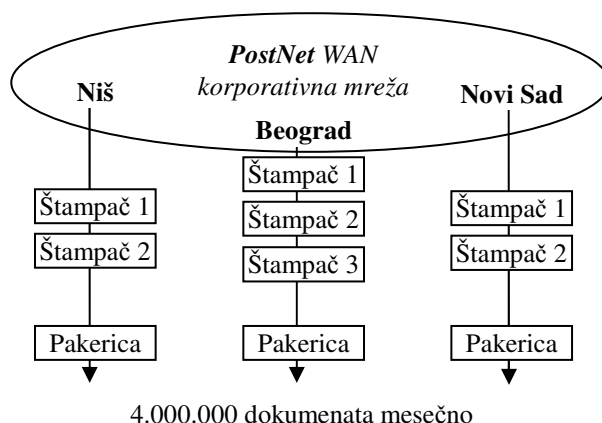 PostNet WAN
korporativna mreža
Niš
Beograd
Novi Sad
Štampač 1
Štampač 2
Štampač 1
Štampač 2
Štampač 3
Štampač 1
Štampač 2
Pakerica
Pakerica
Pakerica
4.000.000 dokumenata mesečno